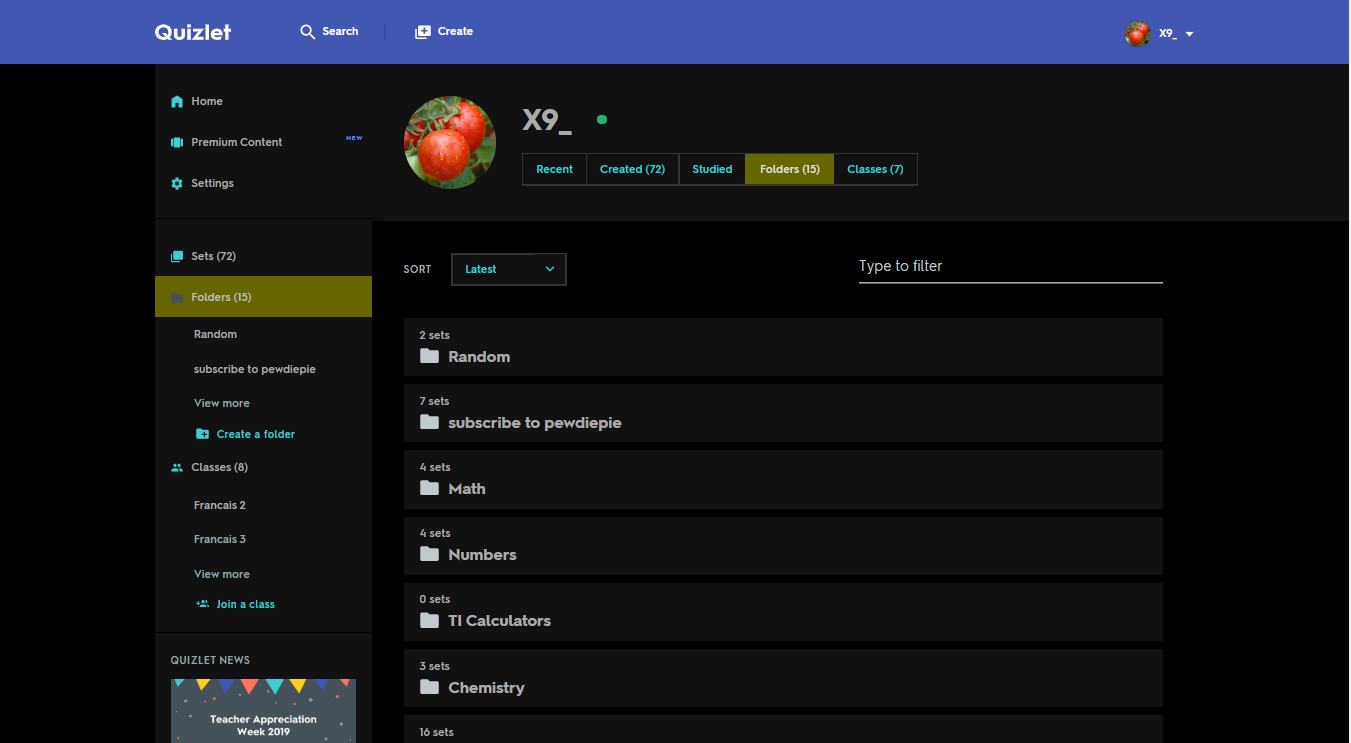 Quizlet
Search
Create
X9_
Home
Premium Content
NEW
Settings
Sets (72)
Folders (15)
Random
subscribe to pewdiepie
View more
Create a folder
Classes (8)
Francais 2
Francais 3
View more
Join a class
QUIZLET NEWS
Teacher Appreciation
Week 2019
X9_
Recent
Created (72)
Studied
Folders (15)
Classes (7)
SORT
Latest
Type to filter
2 sets
Random
7 sets
subscribe to pewdiepie
4 sets
Math
4 sets
Numbers
0 sets
TI Calculators
3 sets
Chemistry
16 sets